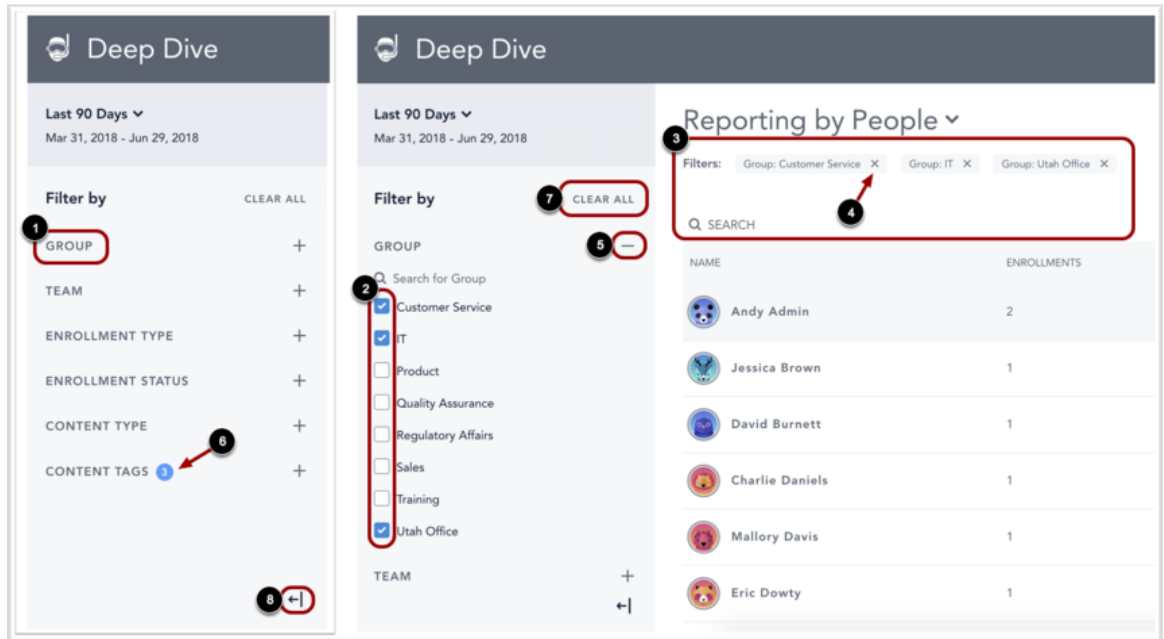 Deep Dive
Last 90 Days
Mar 31, 2018 - Jun 29, 2018
Filter by CLEAR ALL
1
GROUP
TEAM
ENROLLMENT TYPE
ENROLLMENT STATUS
CONTENT TYPE
6
CONTENT TAGS 3
8
Deep Dive
Last 90 Days
Mar 31, 2018 - Jun 29, 2018
Filter by 7 CLEAR ALL
GROUP 5
Search for Group
2
Customer Service
IT
Product
Quality Assurance
Regulatory Affairs
Sales
Training
Utah Office
TEAM
Reporting by People
3
Filters: Group: Customer Service X Group: IT X Group: Utah Office X
4
SEARCH
NAME ENROLLMENTS
Andy Admin 2
Jessica Brown 1
David Burnett 1
Charlie Daniels 1
Mallory Davis 1
Eric Dowty 1